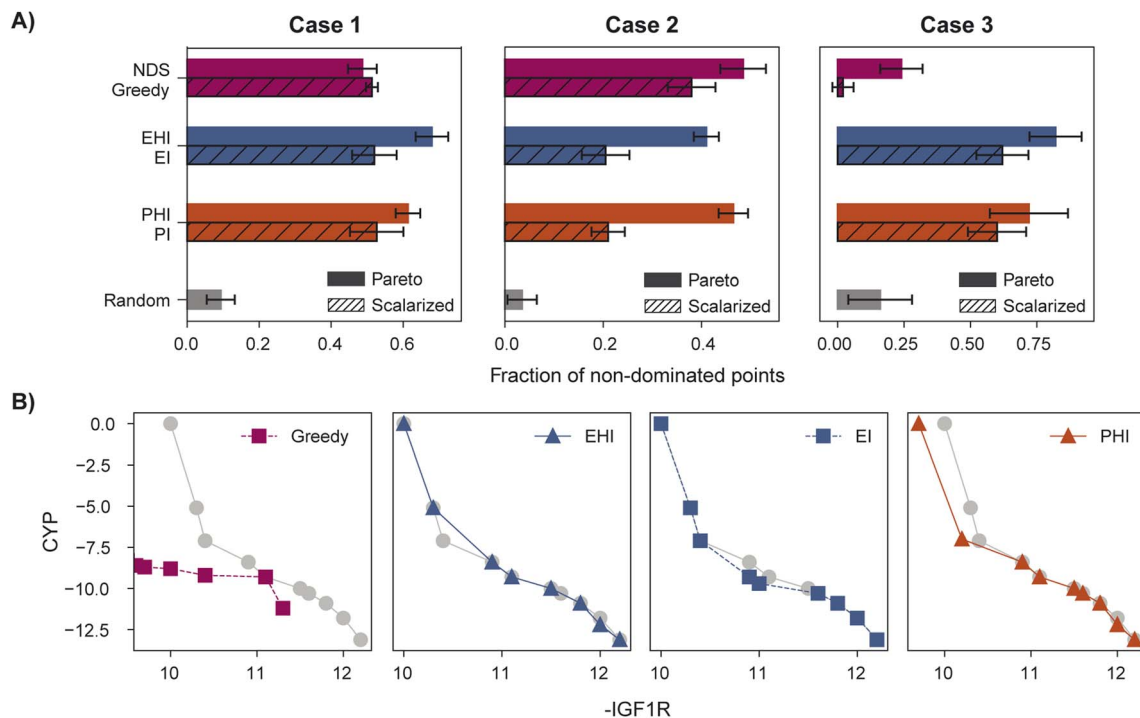 A)
Case 1
Case 2
Case 3
NDS
Greedy
EHI
EI
PHI
PI
Random
Pareto
Scalarized
Pareto
Scalarized
Pareto
Scalarized
0.0 0.2 0.4 0.6
0.0 0.2 0.4
0.00 0.25 0.50 0.75
Fraction of non-dominated points
B)
Greedy
EHI
EI
PHI
CYP
0.0
−2.5
−5.0
−7.5
−10.0
−12.5
10 11 12
10 11 12
10 11 12
10 11 12
-IGF1R